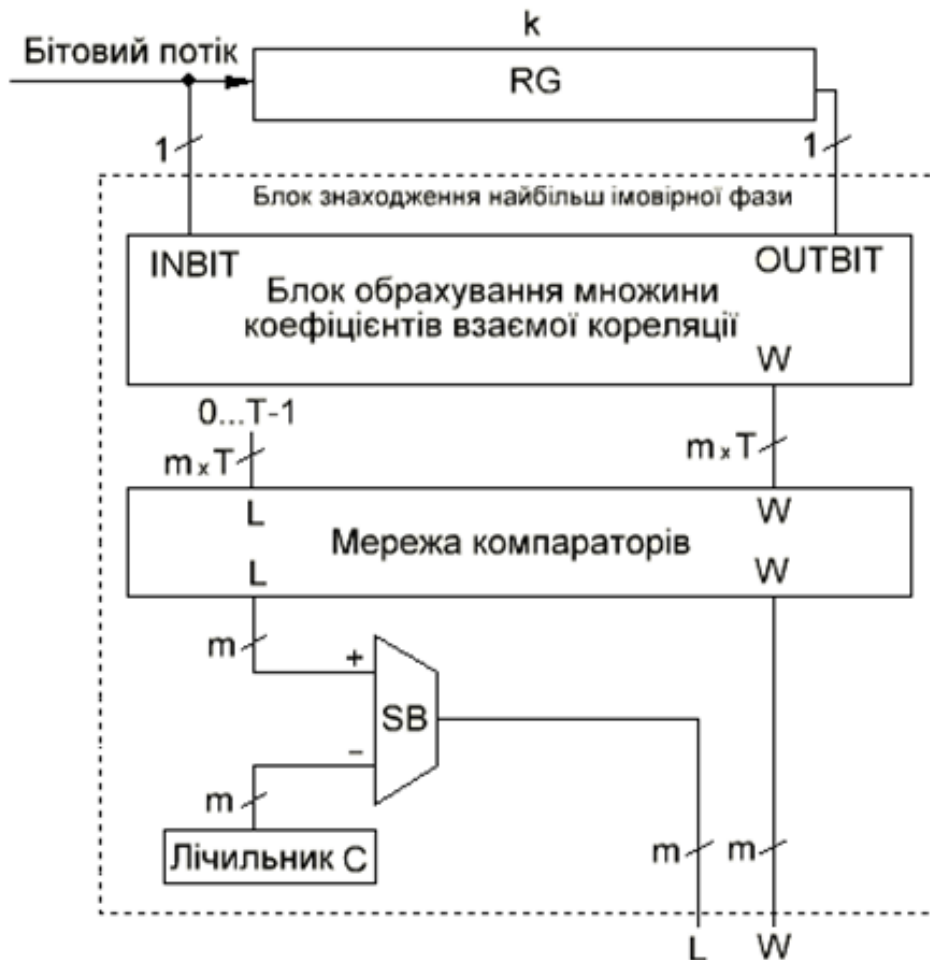 k
Бітовий потік
RG
1
1
Блок знаходження найбільш імовірної фази
INBIT
OUTBIT
Блок обрахування множини
коефіцієнтів взаємої кореляції
W
0...T-1
m x T
m x T
L
W
Мережа компараторів
L
W
m
+
SB
−
m
Лічильник C
m
m
L
W